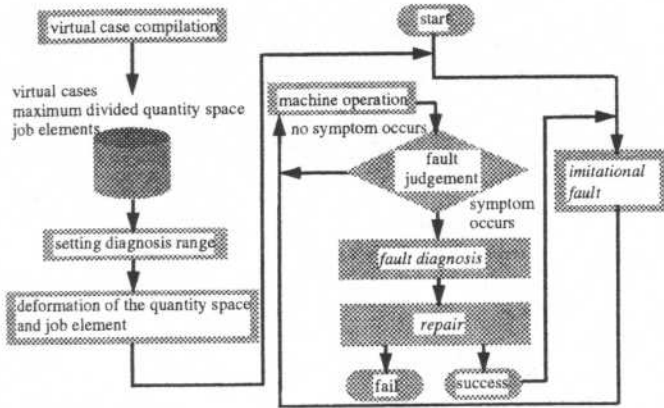 virtual case compilation
virtual cases
maximum divided quantity space
job elements
setting diagnosis range
deformation of the quantity space
and job element
start
machine operation
no symptom occurs
fault
judgement
symptom
occurs
fault diagnosis
repair
fail
success
imitational
fault